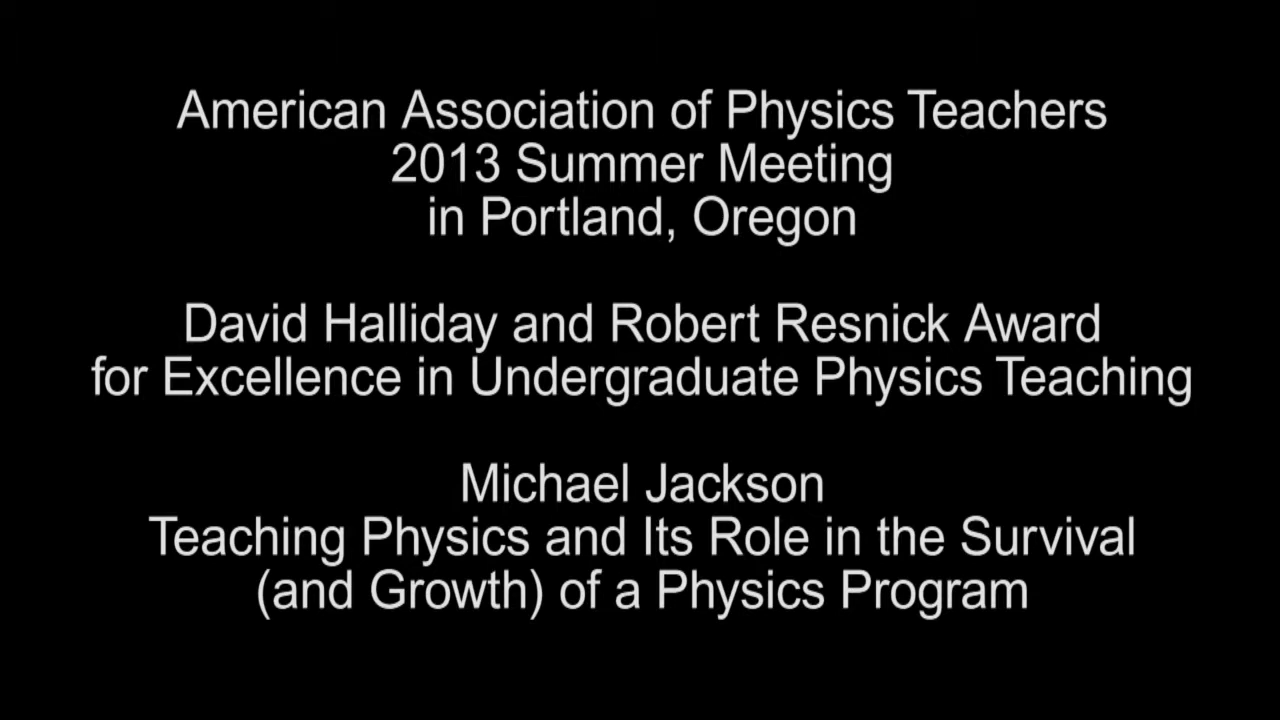 American Association of Physics Teachers
2013 Summer Meeting
in Portland, Oregon
David Halliday and Robert Resnick Award
for Excellence in Undergraduate Physics Teaching
Michael Jackson
Teaching Physics and Its Role in the Survival
(and Growth) of a Physics Program